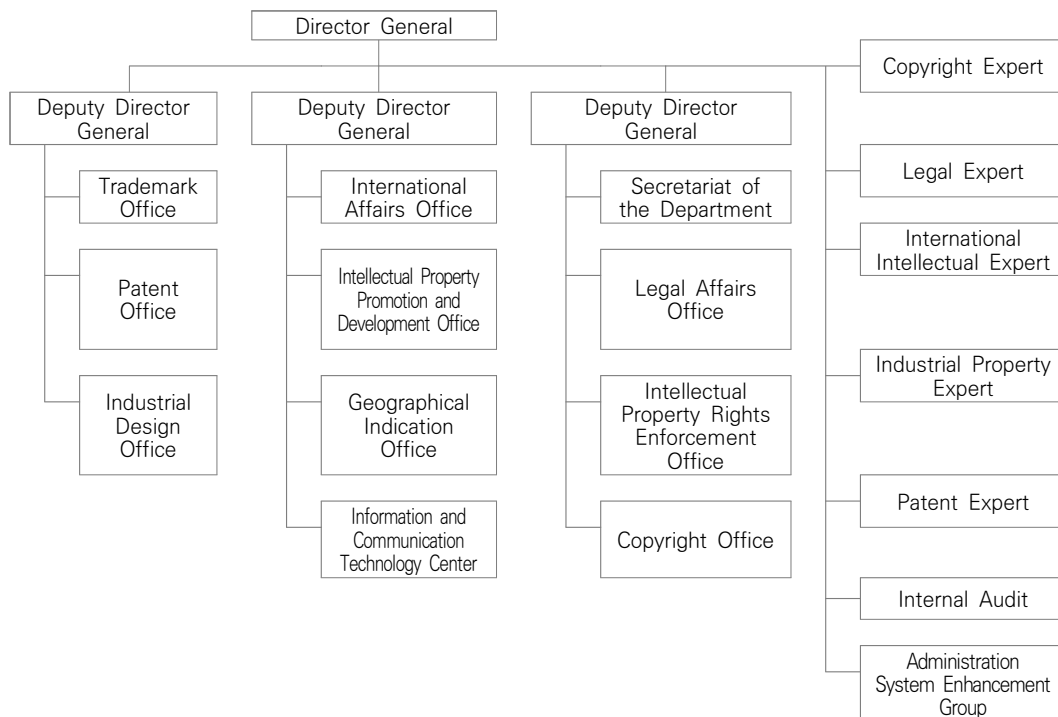 Director General
Deputy Director
General
Trademark
Office
Patent
Office
Industrial
Design
Office
Deputy Director
General
International
Affairs Office
Intellectual Property
Promotion and
Development Office
Geographical
Indication
Office
Information and
Communication
Technology Center
Deputy Director
General
Secretariat of
the Department
Legal Affairs
Office
Intellectual
Property Rights
Enforcement
Office
Copyright Office
Copyright Expert
Legal Expert
International
Intellectual Expert
Industrial Property
Expert
Patent Expert
Internal Audit
Administration
System Enhancement
Group